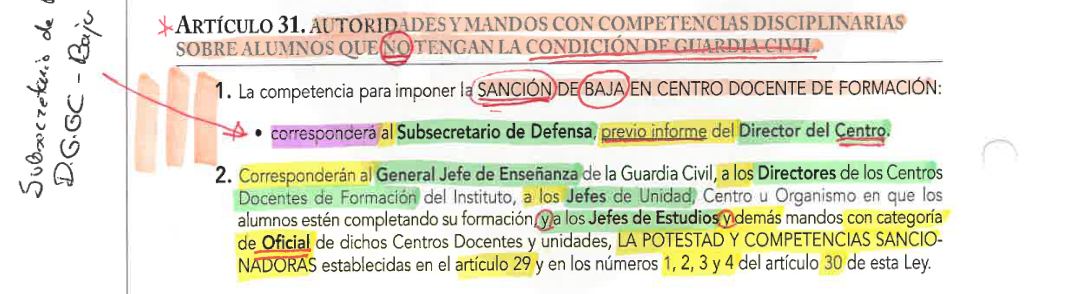 Subsecretario de
D.G.GC - Baja
* ARTÍCULO 31. AUTORIDADES Y MANDOS CON COMPETENCIAS DISCIPLINARIAS
SOBRE ALUMNOS QUE NO TENGAN LA CONDICIÓN DE GUARDIA CIVIL.
1. La competencia para imponer la SANCIÓN DE BAJA EN CENTRO DOCENTE DE FORMACIÓN:
• corresponderá al Subsecretario de Defensa, previo informe del Director del Centro.
2. Corresponderán al General Jefe de Enseñanza de la Guardia Civil, a los Directores de los Centros
Docentes de Formación del Instituto, a los Jefes de Unidad, Centro u Organismo en que los
alumnos estén completando su formación, y a los Jefes de Estudios y demás mandos con categoría
de Oficial de dichos Centros Docentes y unidades, LA POTESTAD Y COMPETENCIAS SANCIO-
NADORAS establecidas en el artículo 29 y en los números 1, 2, 3 y 4 del artículo 30 de esta Ley.